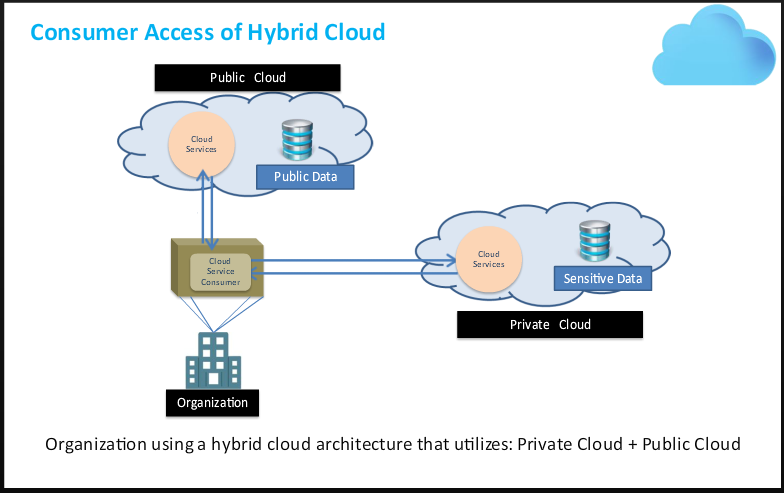 Consumer Access of Hybrid Cloud
Public Cloud
Cloud
Services
Public Data
Cloud
Service
Consumer
Cloud
Services
Sensitive Data
Private Cloud
Organization
Organization using a hybrid cloud architecture that utilizes: Private Cloud + Public Cloud